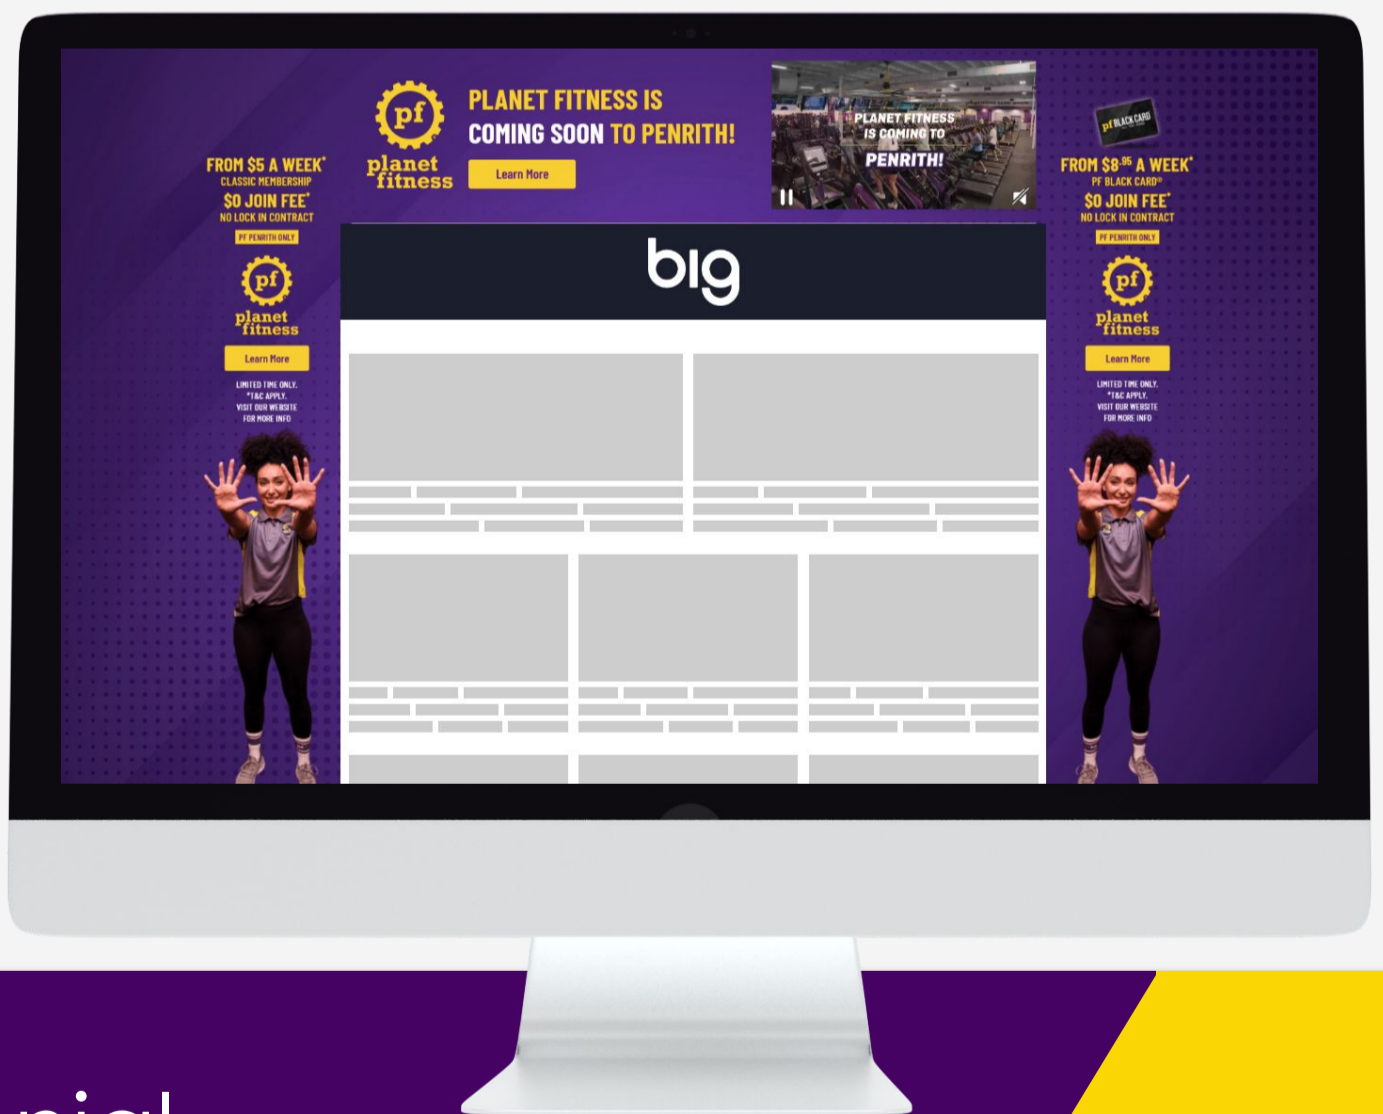 pf
planet
fitness
PLANET FITNESS IS
COMING SOON TO PENRITH!
Learn More
PLANET FITNESS
IS COMING TO
PENRITH!
FROM $5 A WEEK*
CLASSIC MEMBERSHIP
$0 JOIN FEE*
NO LOCK IN CONTRACT
PF PENRITH ONLY
pf
planet
fitness
Learn More
LIMITED TIME ONLY.
*T&C APPLY.
VISIT OUR WEBSITE
FOR MORE INFO
big
pf BLACK CARD
FROM $8.95 A WEEK*
PF BLACK CARD®
$0 JOIN FEE*
NO LOCK IN CONTRACT
PF PENRITH ONLY
pf
planet
fitness
Learn More
LIMITED TIME ONLY.
*T&C APPLY.
VISIT OUR WEBSITE
FOR MORE INFO